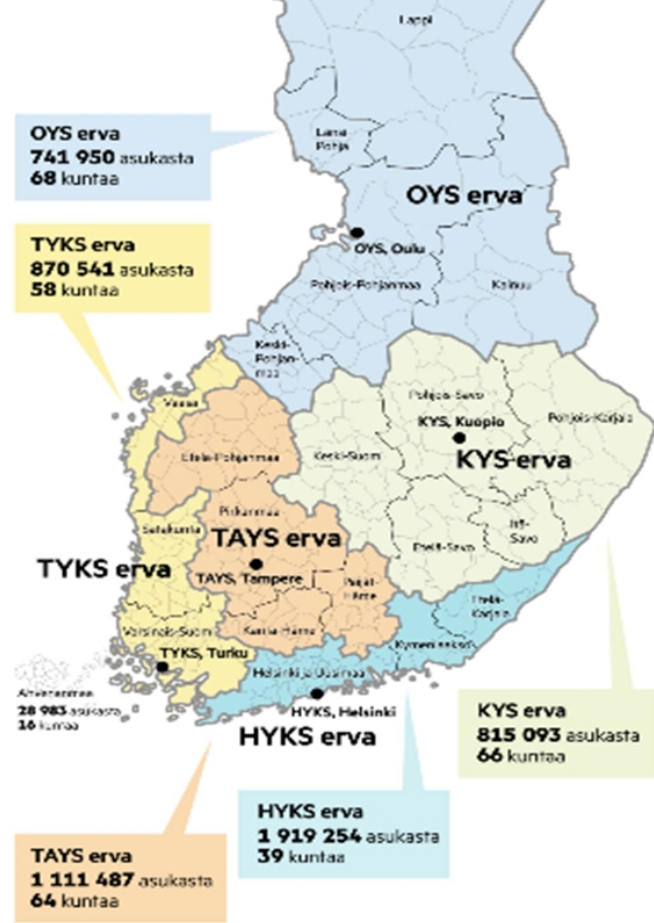 Lappi
OYS erva
741 950 asukasta
68 kuntaa
Länsi-
Pohja
OYS erva
TYKS erva
870 541 asukasta
58 kuntaa
OYS, Oulu
Pohjois-Pohjanmaa
Kainuu
Keski-
Pohjan-
maa
Vaasa
Pohjois-Savo
Pohjois-Karjala
KYS, Kuopio
Etelä-Pohjanmaa
Keski-Suomi
KYS erva
Pirkanmaa
Satakunta
TAYS erva
Itä-
Savo
Etelä-Savo
TYKS erva
TAYS, Tampere
Päijät-
Häme
Etelä-
Karjala
Varsinais-Suomi
Kanta-Häme
Kymenlaakso
TYKS, Turku
Helsinki ja Uusimaa
Ahvenanmaa
28 983 asukasta
16 kuntaa
HYKS, Helsinki
HYKS erva
KYS erva
815 093 asukasta
66 kuntaa
HYKS erva
1 919 254 asukasta
39 kuntaa
TAYS erva
1 111 487 asukasta
64 kuntaa